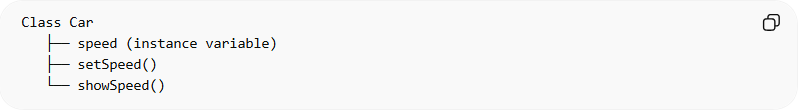 Class Car
├── speed (instance variable)
├── setSpeed()
└── showSpeed()